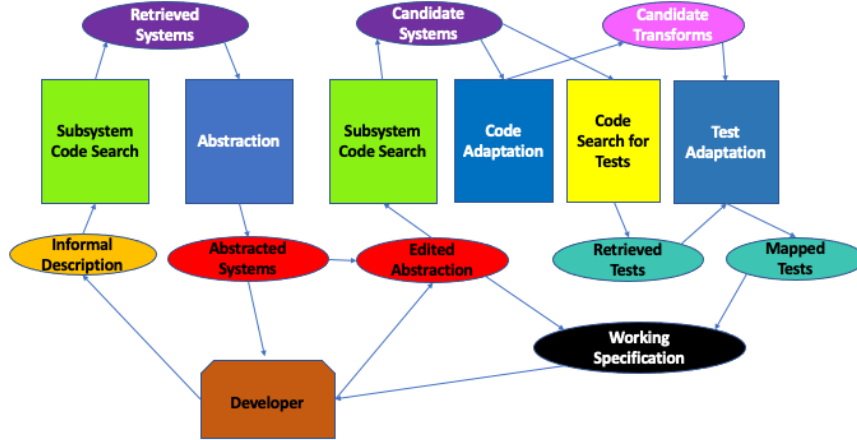 Retrieved
Systems
Candidate
Systems
Candidate
Transforms
Subsystem
Code Search
Abstraction
Subsystem
Code Search
Code
Adaptation
Code
Search for
Tests
Test
Adaptation
Informal
Description
Abstracted
Systems
Edited
Abstraction
Retrieved
Tests
Mapped
Tests
Working
Specification
Developer